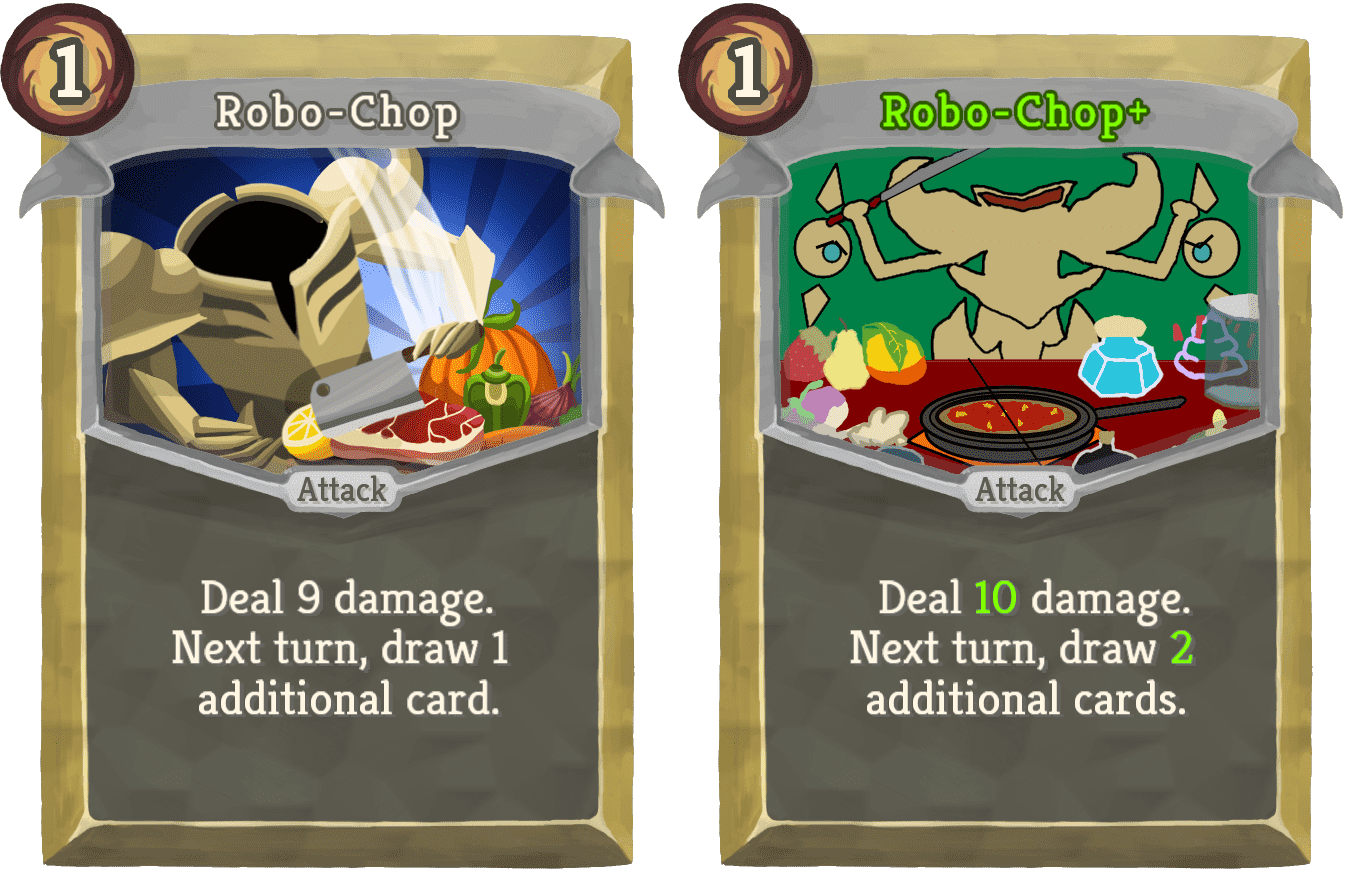 1
Robo-Chop
Attack
Deal 9 damage.
Next turn, draw 1
additional card.
1
Robo-Chop+
Attack
Deal 10 damage.
Next turn, draw 2
additional cards.